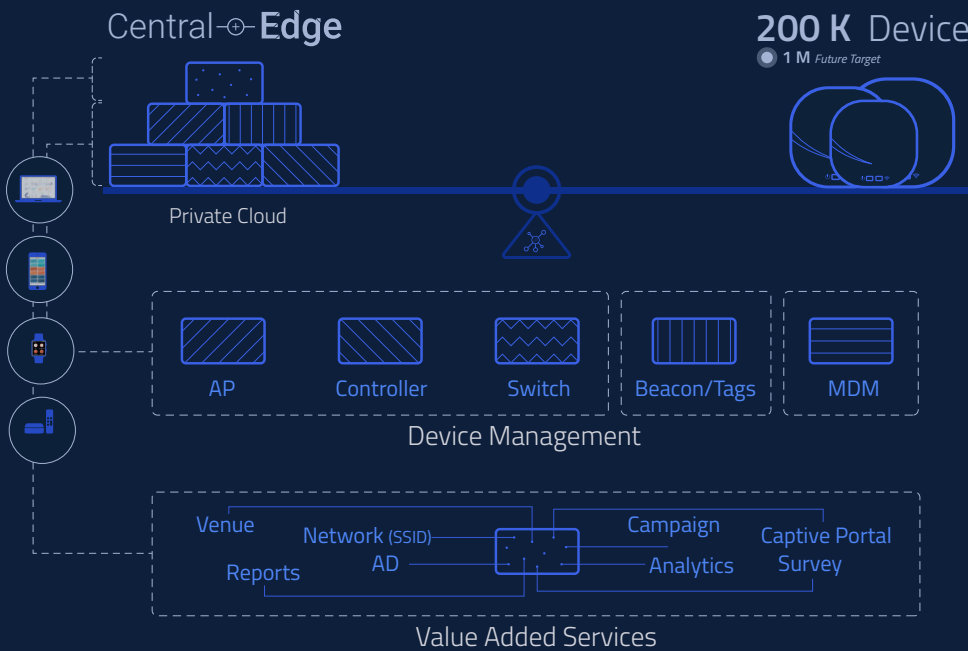 Central Edge
200 K Device
1 M Future Target
Private Cloud
AP
Controller
Switch
Beacon/Tags
MDM
Device Management
Venue
Network (SSID)
Campaign
Captive Portal
AD
Reports
Analytics
Survey
Value Added Services